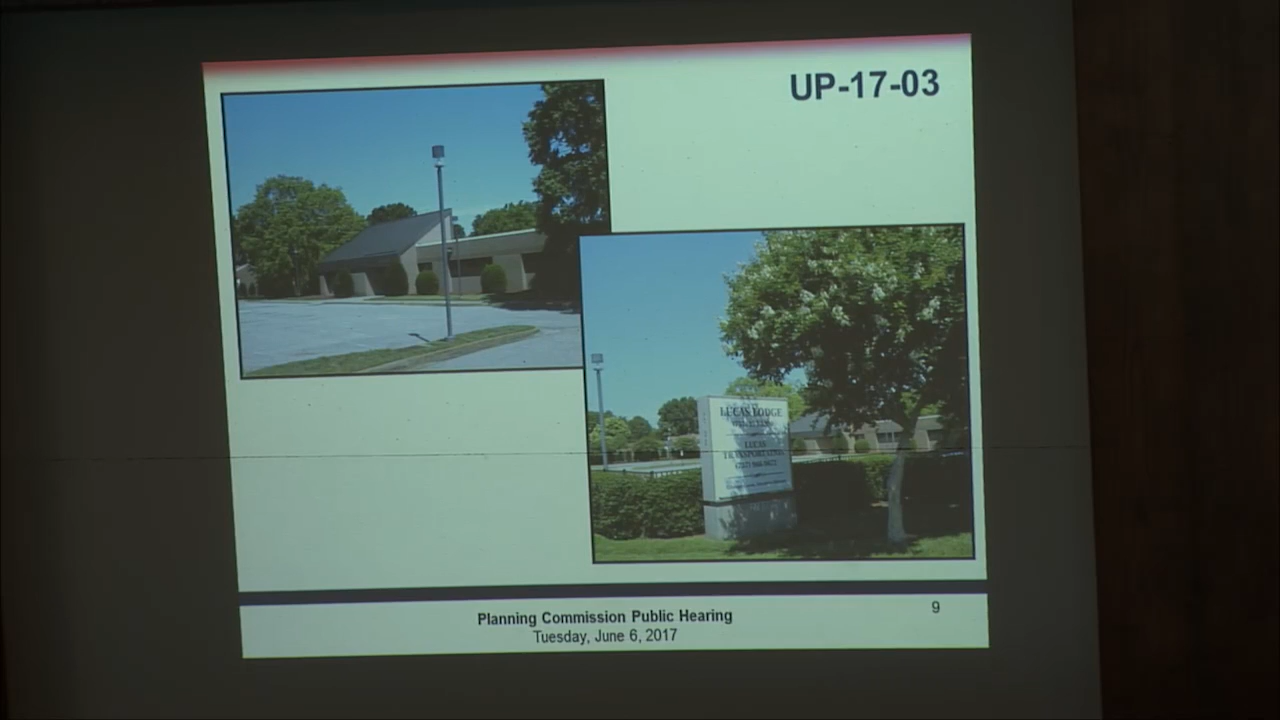 UP-17-03
LUCAS LODGE
LUCAS
TRANSPORTATION
Planning Commission Public Hearing
Tuesday, June 6, 2017
9